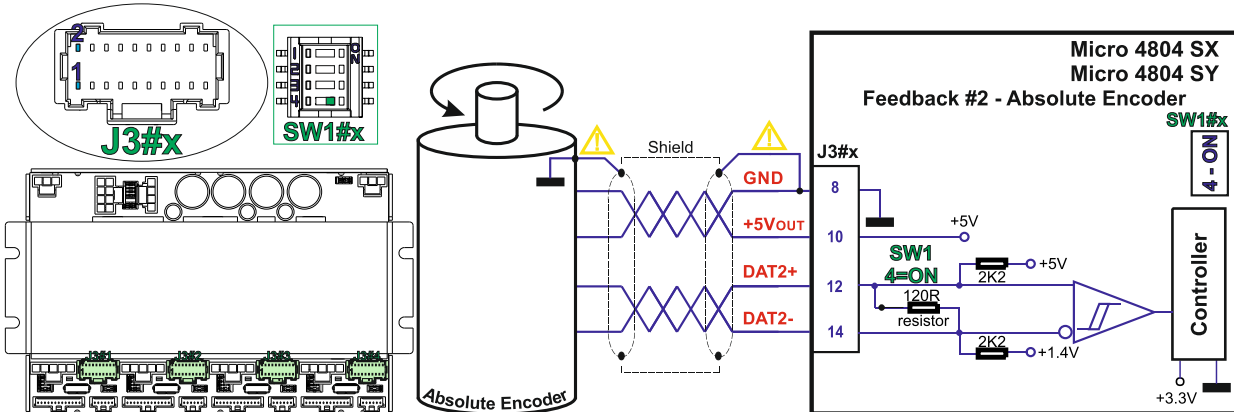 2
1
J3#x
1
2
3
4
ON
SW1#x
J3#1
J3#2
J3#3
J3#4
Absolute Encoder
Shield
GND
+5VOUT
DAT2+
DAT2-
Micro 4804 SX
Micro 4804 SY
Feedback #2 - Absolute Encoder
SW1#x
4 - ON
J3#x
8
10
12
14
+5V
SW1
4=ON
+5V
2K2
120R
resistor
2K2
+1.4V
Controller
+3.3V